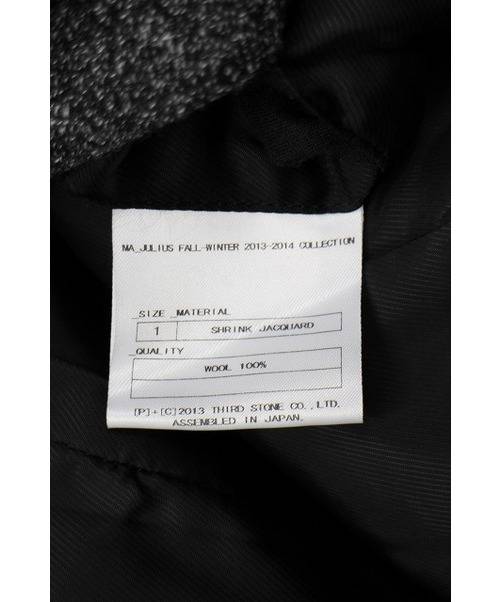 MA_JULIUS FALL-WINTER 2013-2014 COLLECTION
_SIZE _MATERIAL
1 SHRINK JACQUARD
_QUALITY
WOOL 100%
[P]+[C]2013 THIRD STONE CO.,LTD.
ASSEMBLED IN JAPAN.